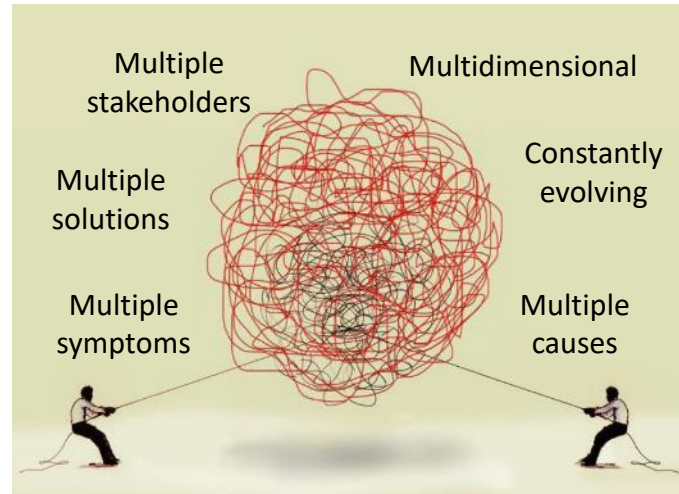 Multiple
stakeholders
Multidimensional
Multiple
solutions
Constantly
evolving
Multiple
symptoms
Multiple
causes